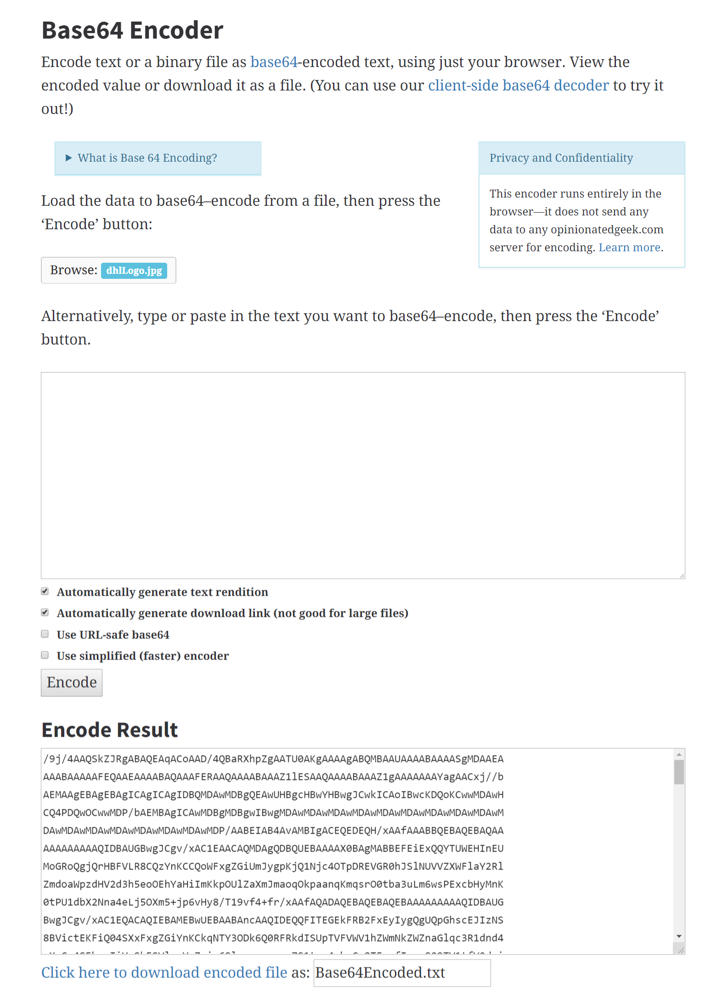 Base64 Encoder
Encode text or a binary file as base64-encoded text, using just your browser. View the
encoded value or download it as a file. (You can use our client-side base64 decoder to try it
out!)
What is Base 64 Encoding?
Privacy and Confidentiality
This encoder runs entirely in the
browser—it does not send any
data to any opinionatedgeek.com
server for encoding. Learn more.
Load the data to base64–encode from a file, then press the
‘Encode’ button:
Browse: dhlLogo.jpg
Alternatively, type or paste in the text you want to base64–encode, then press the ‘Encode’
button.
Automatically generate text rendition
Automatically generate download link (not good for large files)
Use URL-safe base64
Use simplified (faster) encoder
Encode
Encode Result
/9j/4AAQSkZJRgABAQEAqACoAAD/4QBaRXhpZgAATU0AKgAAAAgABQMBAAUAAAABAAAASgMDAAEA
AAABAAAAAFEQAAEAAAABAQAAAFERAAQAAAABAAAZ1lESAAQAAAABAAAZ1gAAAAAAAYagAACxj//b
AEMAAgEBAgEBAgICAgICAgIDBQMDAwMDBgQEAwUHBgcHBwYHBwgJCwkICAoIBwcKDQoKCwwMDAwH
CQ4PDQwOCwwMDP/bAEMBAgICAwMDBgMDBgwIBwgMDAwMDAwMDAwMDAwMDAwMDAwMDAwMDAwMDAwM
DAwMDAwMDAwMDAwMDAwMDAwMDAwMDP/AABEIAB4AvAMBIgACEQEDEQH/xAAfAAABBQEBAQEBAQAA
AAAAAAAAAQIDBAUGBwgJCgv/xAC1EAACAQMDAgQDBQUEBAAAAX0BAgMABBEFEiExQQYTUWEHInEU
MoGRoQgjQrHBFVLR8CQzYnKCCQoWFxgZGiUmJygpKjQ1Njc4OTpDREVGR0hJSlNUVVZXWFlaY2Rl
ZmdoaWpzdHV2d3h5eoOEhYaHiImKkpOUlZaXmJmaoqOkpaanqKmqsrO0tba3uLm6wsPExcbHyMnK
0tPU1dbX2Nna4eLj5OXm5+jp6vHy8/T19vf4+fr/xAAfAQADAQEBAQEBAQEBAAAAAAAAAQIDBAUG
BwgJCgv/xAC1EQACAQIEBAMEBwUEBAABAncAAQIDEQQFITEGEkFRB2FxEyIygQgUQpGhscEJIzNS
8BVictEKFiQ04SXxFxgZGiYnKCkqNTY3ODk6Q0RFRkdISUpTVFVWV1hZWmNkZWZnaGlqc3R1dnd4
Click here to download encoded file as: Base64Encoded.txt